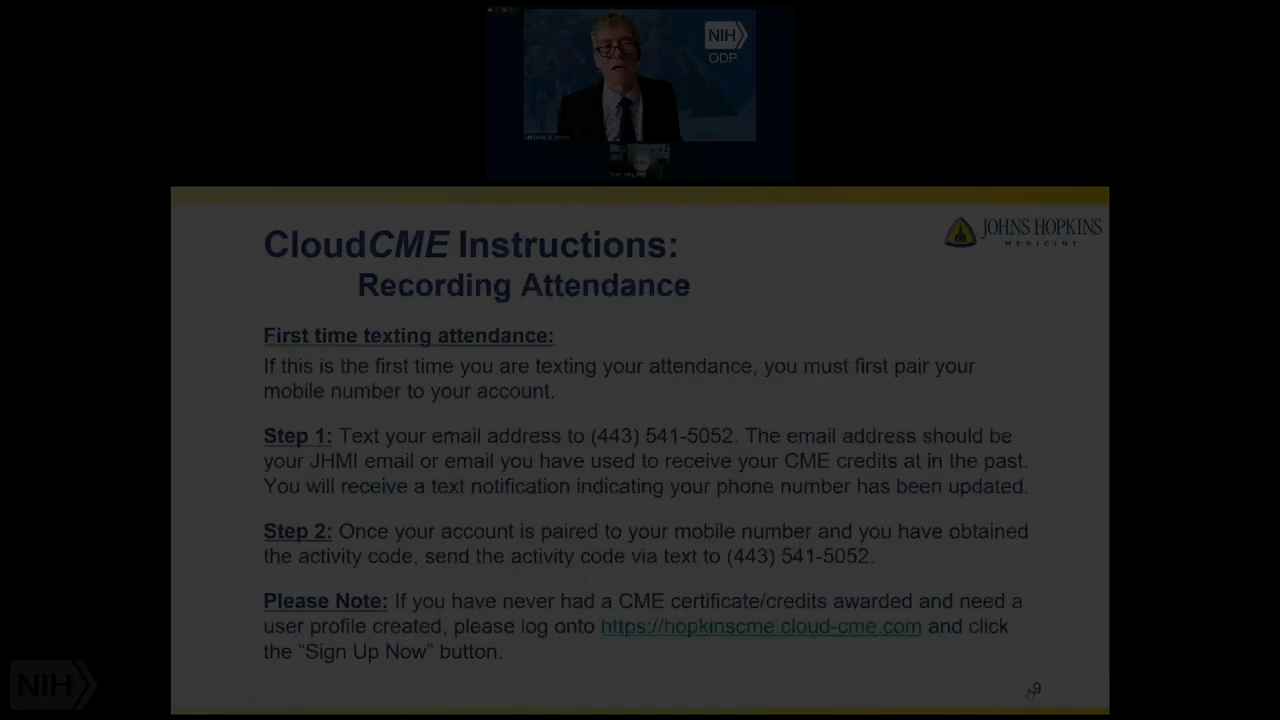 NIH
ODP
JOHNS HOPKINS
MEDICINE
CloudCME Instructions:
Recording Attendance
First time texting attendance:
If this is the first time you are texting your attendance, you must first pair your
mobile number to your account.
Step 1: Text your email address to (443) 541-5052. The email address should be
your JHMI email or email you have used to receive your CME credits at in the past.
You will receive a text notification indicating your phone number has been updated.
Step 2: Once your account is paired to your mobile number and you have obtained
the activity code, send the activity code via text to (443) 541-5052.
Please Note: If you have never had a CME certificate/credits awarded and need a
user profile created, please log onto https://hopkinscme.cloud-cme.com and click
the “Sign Up Now” button.
9
NIH